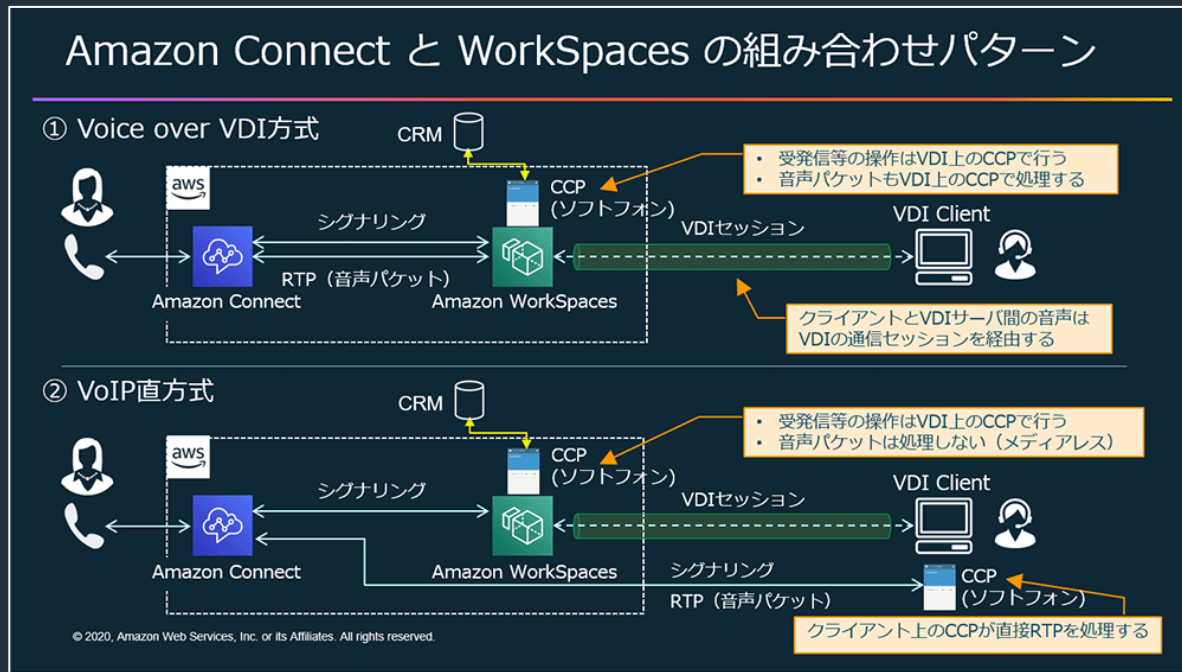 Amazon Connect と WorkSpaces の組み合わせパターン
① Voice over VDI方式
CRM
aws
CCP
(ソフトフォン)
• 受発信等の操作はVDI上のCCPで行う
• 音声パケットもVDI上のCCPで処理する
シグナリング
RTP（音声パケット）
VDIセッション
VDI Client
Amazon Connect
Amazon WorkSpaces
クライアントとVDIサーバ間の音声は
VDIの通信セッションを経由する
② VoIP直方式
CRM
aws
CCP
(ソフトフォン)
• 受発信等の操作はVDI上のCCPで行う
• 音声パケットは処理しない（メディアレス）
シグナリング
VDIセッション
VDI Client
Amazon Connect
Amazon WorkSpaces
シグナリング
RTP（音声パケット）
CCP
(ソフトフォン)
クライアント上のCCPが直接RTPを処理する
© 2020, Amazon Web Services, Inc. or its Affiliates. All rights reserved.